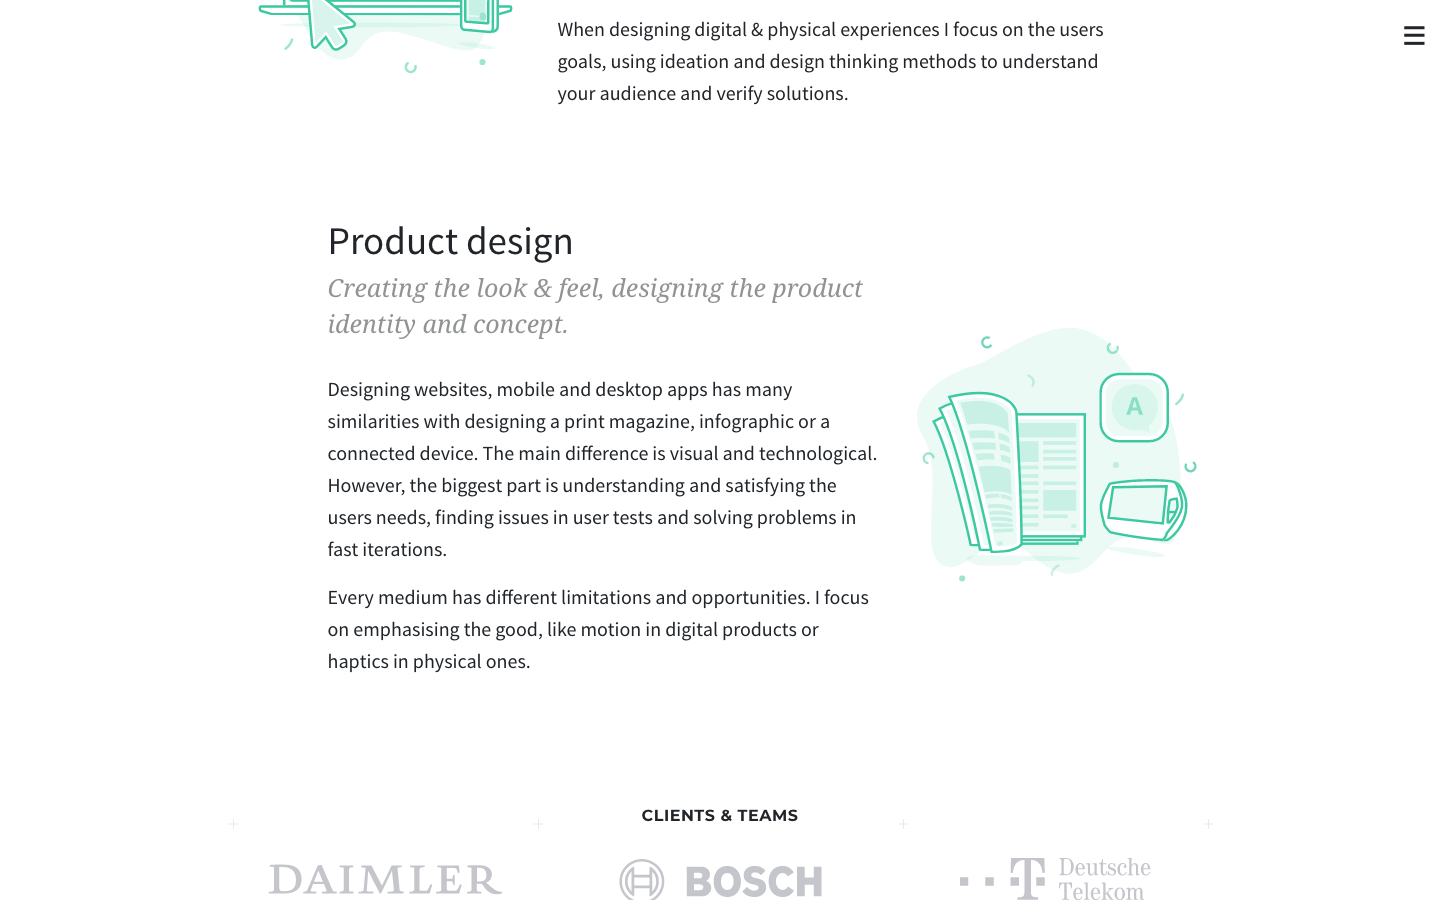 When designing digital & physical experiences I focus on the users
goals, using ideation and design thinking methods to understand
your audience and verify solutions.
Product design
Creating the look & feel, designing the product
identity and concept.
Designing websites, mobile and desktop apps has many
similarities with designing a print magazine, infographic or a
connected device. The main difference is visual and technological.
However, the biggest part is understanding and satisfying the
users needs, finding issues in user tests and solving problems in
fast iterations.
Every medium has different limitations and opportunities. I focus
on emphasising the good, like motion in digital products or
haptics in physical ones.
A
CLIENTS & TEAMS
DAIMLER
BOSCH
T Deutsche
Telekom